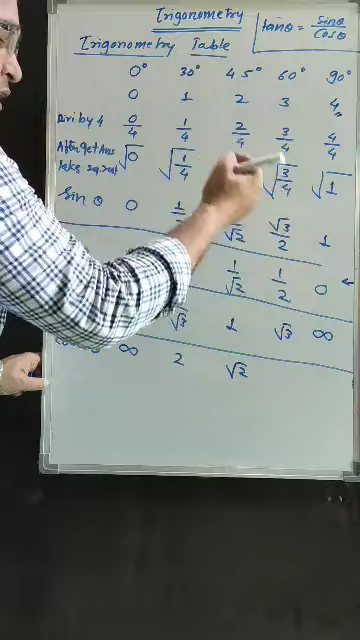 Trigonometry
tanθ = Sinθ/Cosθ
Trigonometry Table
0° 30° 45° 60° 90°
0 1 2 3 4
Divi by 4 0/4 1/4 2/4 3/4 4/4
After get Ans
take sq. root √0 √1/4 √3/4 √1
Sin θ 0 1/ √2 √3/2 1
1/√2 1/2 0 ←
√3 1 √3 ∞
∞ 2 √2